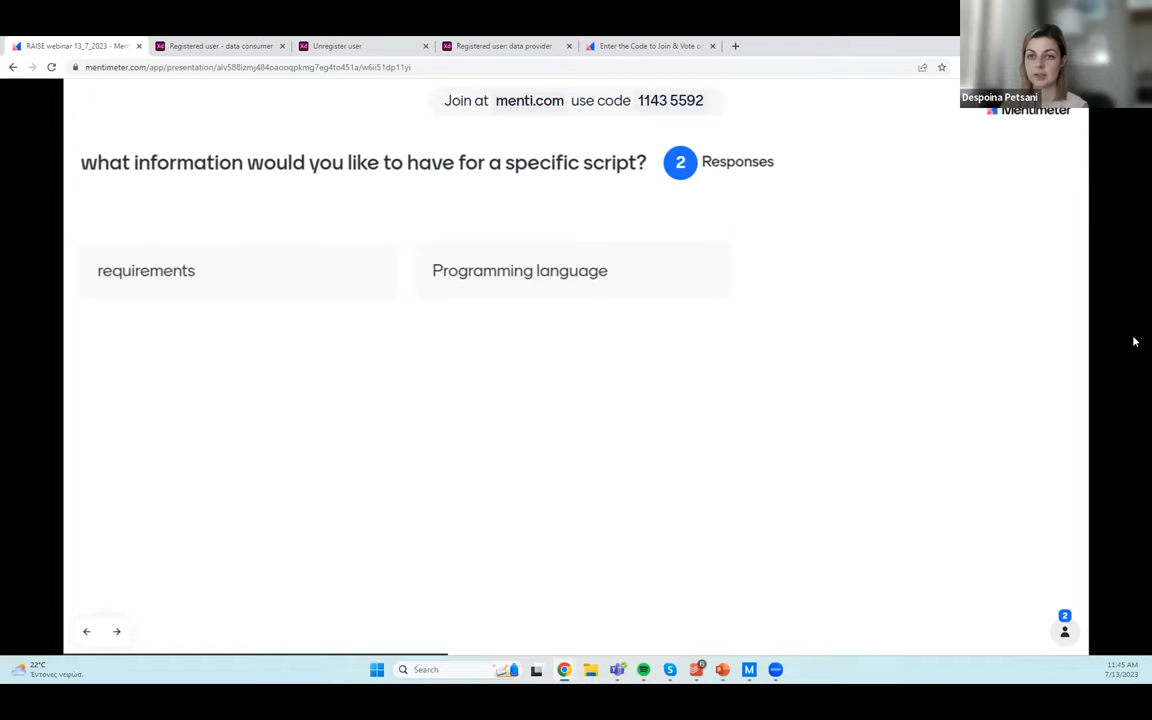 RAISE webinar 13_7_2023 - Men
Registered user - data consumer
Unregister user
Registered user: data provider
Enter the Code to Join & Vote o
mentimeter.com/app/presentation/alv588izmj484oaooqpkmg7eg4to451a/w6ii51dp11yi
Despoina Petsani
Join at menti.com use code 1143 5592
Mentimeter
what information would you like to have for a specific script?
2 Responses
requirements
Programming language
2
22°C
Έντονες νεφώσ.
Search
6
11:45 AM
7/13/2023